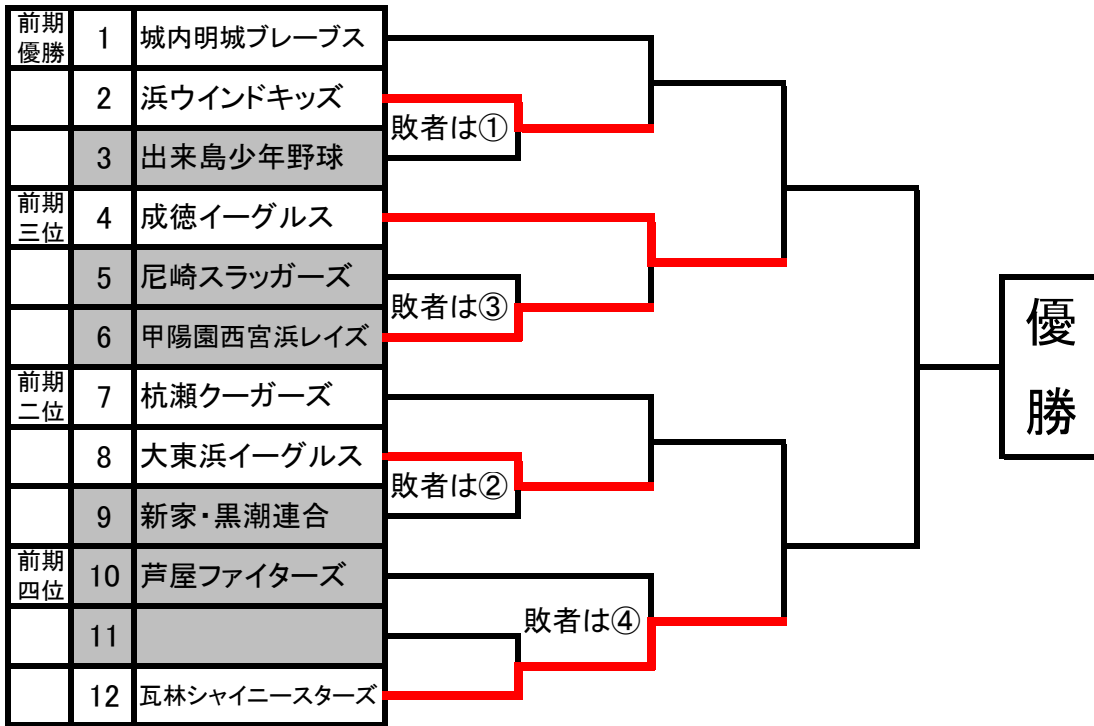 前期
優勝
1
城内明城ブレーブス
2
浜ウインドキッズ
敗者は①
3
出来島少年野球
前期
三位
4
成徳イーグルス
5
尼崎スラッガーズ
敗者は③
6
甲陽園西宮浜レイズ
優
勝
前期
二位
7
杭瀬クーガーズ
8
大東浜イーグルス
敗者は②
9
新家・黒潮連合
前期
四位
10
芦屋ファイターズ
敗者は④
11
12
瓦林シャイニースターズ